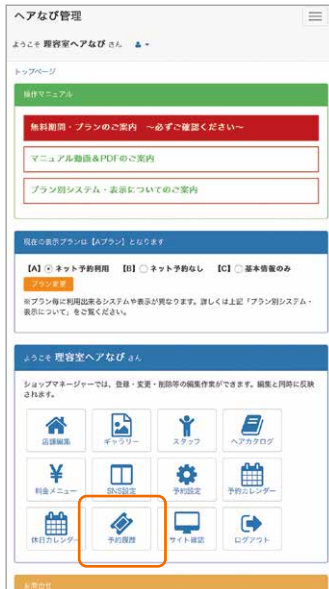 ヘアなび管理
ようこそ 理容室ヘアなび さん
トップページ
操作マニュアル
無料期間・プランのご案内 ～必ずご確認ください～
マニュアル動画&PDFのご案内
プラン別システム・表示についてのご案内
現在の表示プランは【Aプラン】となります
【A】 ネット予約利用 【B】 ネット予約なし 【C】 基本情報のみ
プラン変更
※プラン毎に利用出来るシステムや表示が異なります。詳しくは上記「プラン別システム・
表示について」をご覧ください。
ようこそ 理容室ヘアなび さん
ショップマネージャーでは、登録・変更・削除等の編集作業ができます。編集と同時に反映
されます。
店舗編集 ギャラリー スタッフ ヘアカタログ
料金メニュー SNS設定 予約設定 予約カレンダー
休日カレンダー 予約履歴 サイト確認 ログアウト
お問合せ